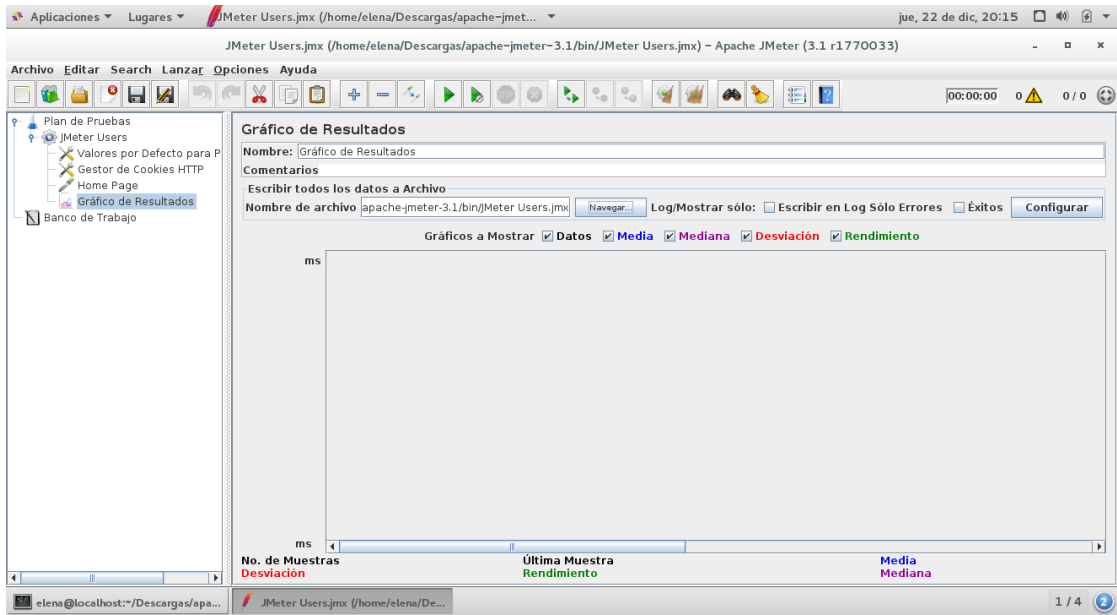 Aplicaciones Lugares JMeter Users.jmx (/home/elena/Descargas/apache-jmet... jue, 22 de dic, 20:15
JMeter Users.jmx (/home/elena/Descargas/apache-jmeter-3.1/bin/JMeter Users.jmx) - Apache JMeter (3.1 r1770033)
Archivo Editar Search Lanzar Opciones Ayuda
00:00:00 0 0 / 0
Plan de Pruebas
JMeter Users
Valores por Defecto para P
Gestor de Cookies HTTP
Home Page
Gráfico de Resultados
Banco de Trabajo
Gráfico de Resultados
Nombre: Gráfico de Resultados
Comentarios
Escribir todos los datos a Archivo
Nombre de archivo apache-jmeter-3.1/bin/JMeter Users.jmx Navegar... Log/Mostrar sólo: Escribir en Log Sólo Errores Éxitos Configurar
Gráficos a Mostrar Datos Media Mediana Desviación Rendimiento
ms
ms
No. de Muestras Última Muestra Media
Desviación Rendimiento Mediana
elena@localhost:~/Descargas/apa... JMeter Users.jmx (/home/elena/De... 1 / 4 2